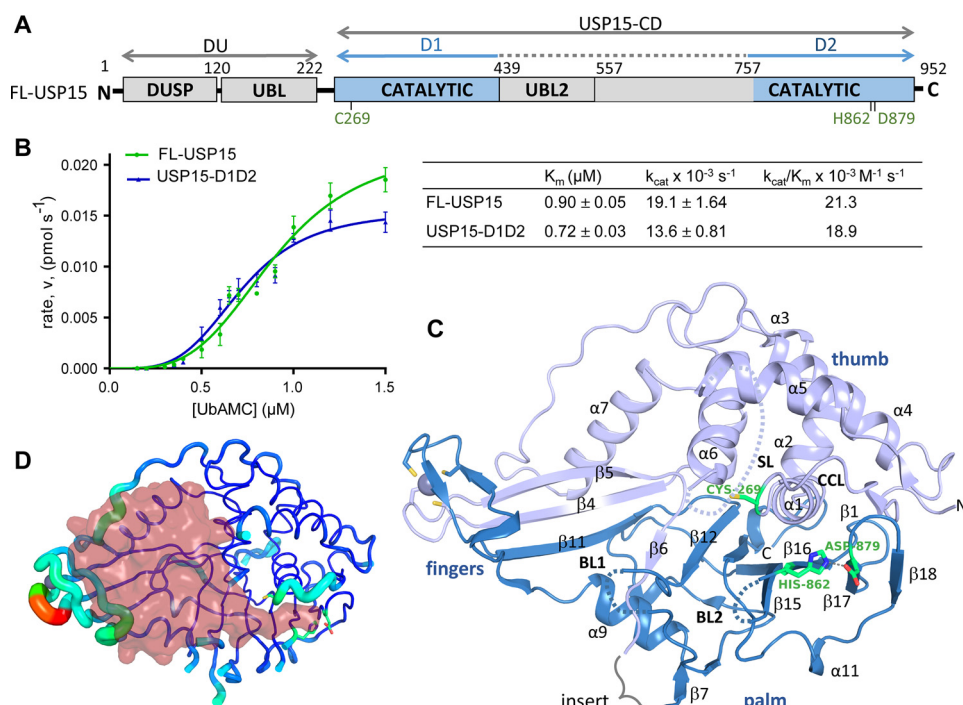 A
USP15-CD
DU
D1
D2
1
120
222
439
557
757
952
FL-USP15
N
DUSP
UBL
CATALYTIC
UBL2
CATALYTIC
C
C269
H862
D879
B
FL-USP15
USP15-D1D2
0.020
0.015
0.010
0.005
0.000
rate, v, (pmol s⁻¹)
0.5
1.0
1.5
[UbAMC] (µM)
Kₘ (µM) kcat x 10⁻³ s⁻¹ kcat/Kₘ x 10⁻³ M⁻¹ s⁻¹
FL-USP15 0.90 ± 0.05 19.1 ± 1.64 21.3
USP15-D1D2 0.72 ± 0.03 13.6 ± 0.81 18.9
C
α3
thumb
α5
α4
α7
α6
α2
SL
CCL
CYS-269
α1
N
β5
β4
β1
β11
β6
β12
C
β16
ASP-879
fingers
BL1
HIS-862
β18
α9
BL2
β15
β17
α11
β7
insert
palm
D